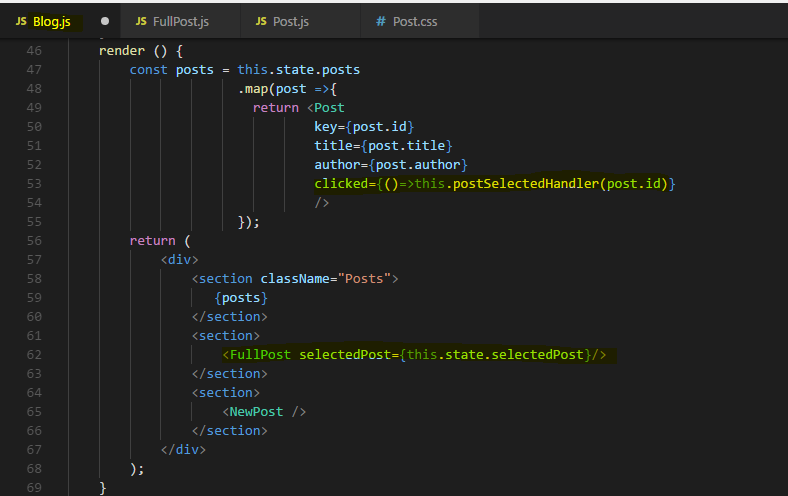 JS Blog.js ● JS FullPost.js JS Post.js # Post.css
46 render () {
47 const posts = this.state.posts
48 .map(post =>{
49 return <Post
50 key={post.id}
51 title={post.title}
52 author={post.author}
53 clicked={()=>this.postSelectedHandler(post.id)}
54 />
55 });
56 return (
57 <div>
58 <section className="Posts">
59 {posts}
60 </section>
61 <section>
62 <FullPost selectedPost={this.state.selectedPost}/>
63 </section>
64 <section>
65 <NewPost />
66 </section>
67 </div>
68 );
69 }